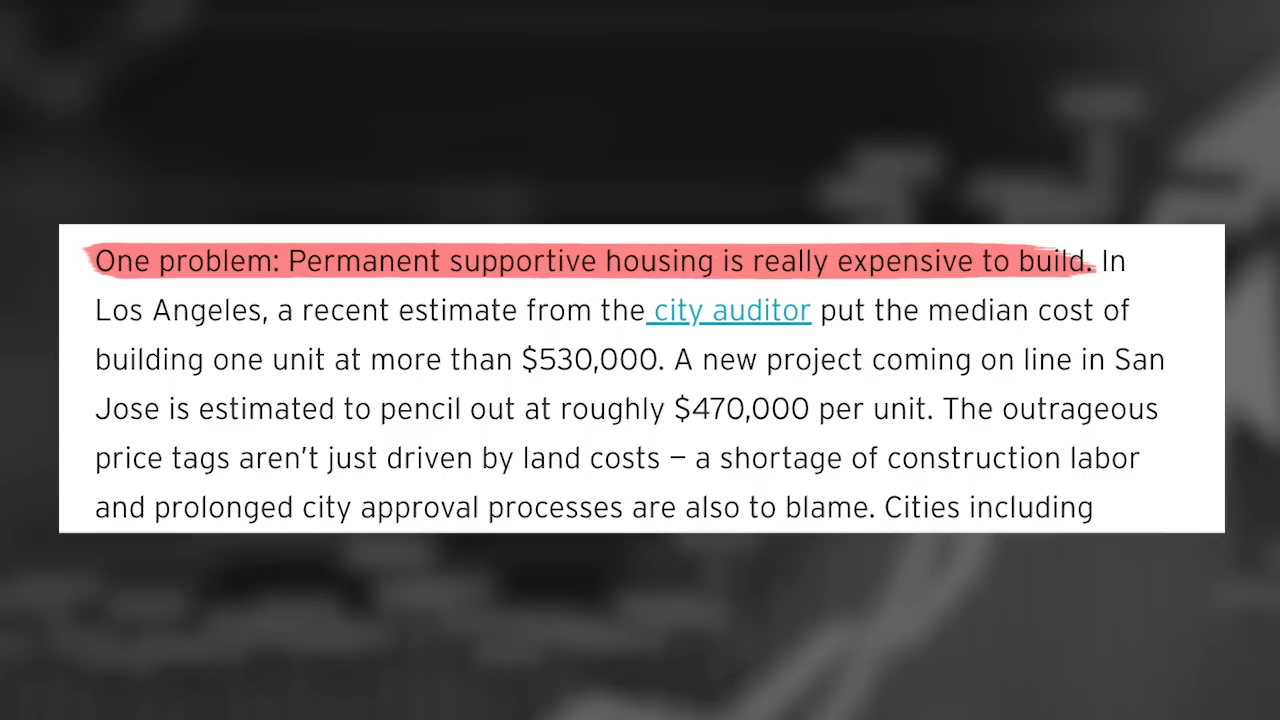 One problem: Permanent supportive housing is really expensive to build. In
Los Angeles, a recent estimate from the city auditor put the median cost of
building one unit at more than $530,000. A new project coming on line in San
Jose is estimated to pencil out at roughly $470,000 per unit. The outrageous
price tags aren't just driven by land costs – a shortage of construction labor
and prolonged city approval processes are also to blame. Cities including